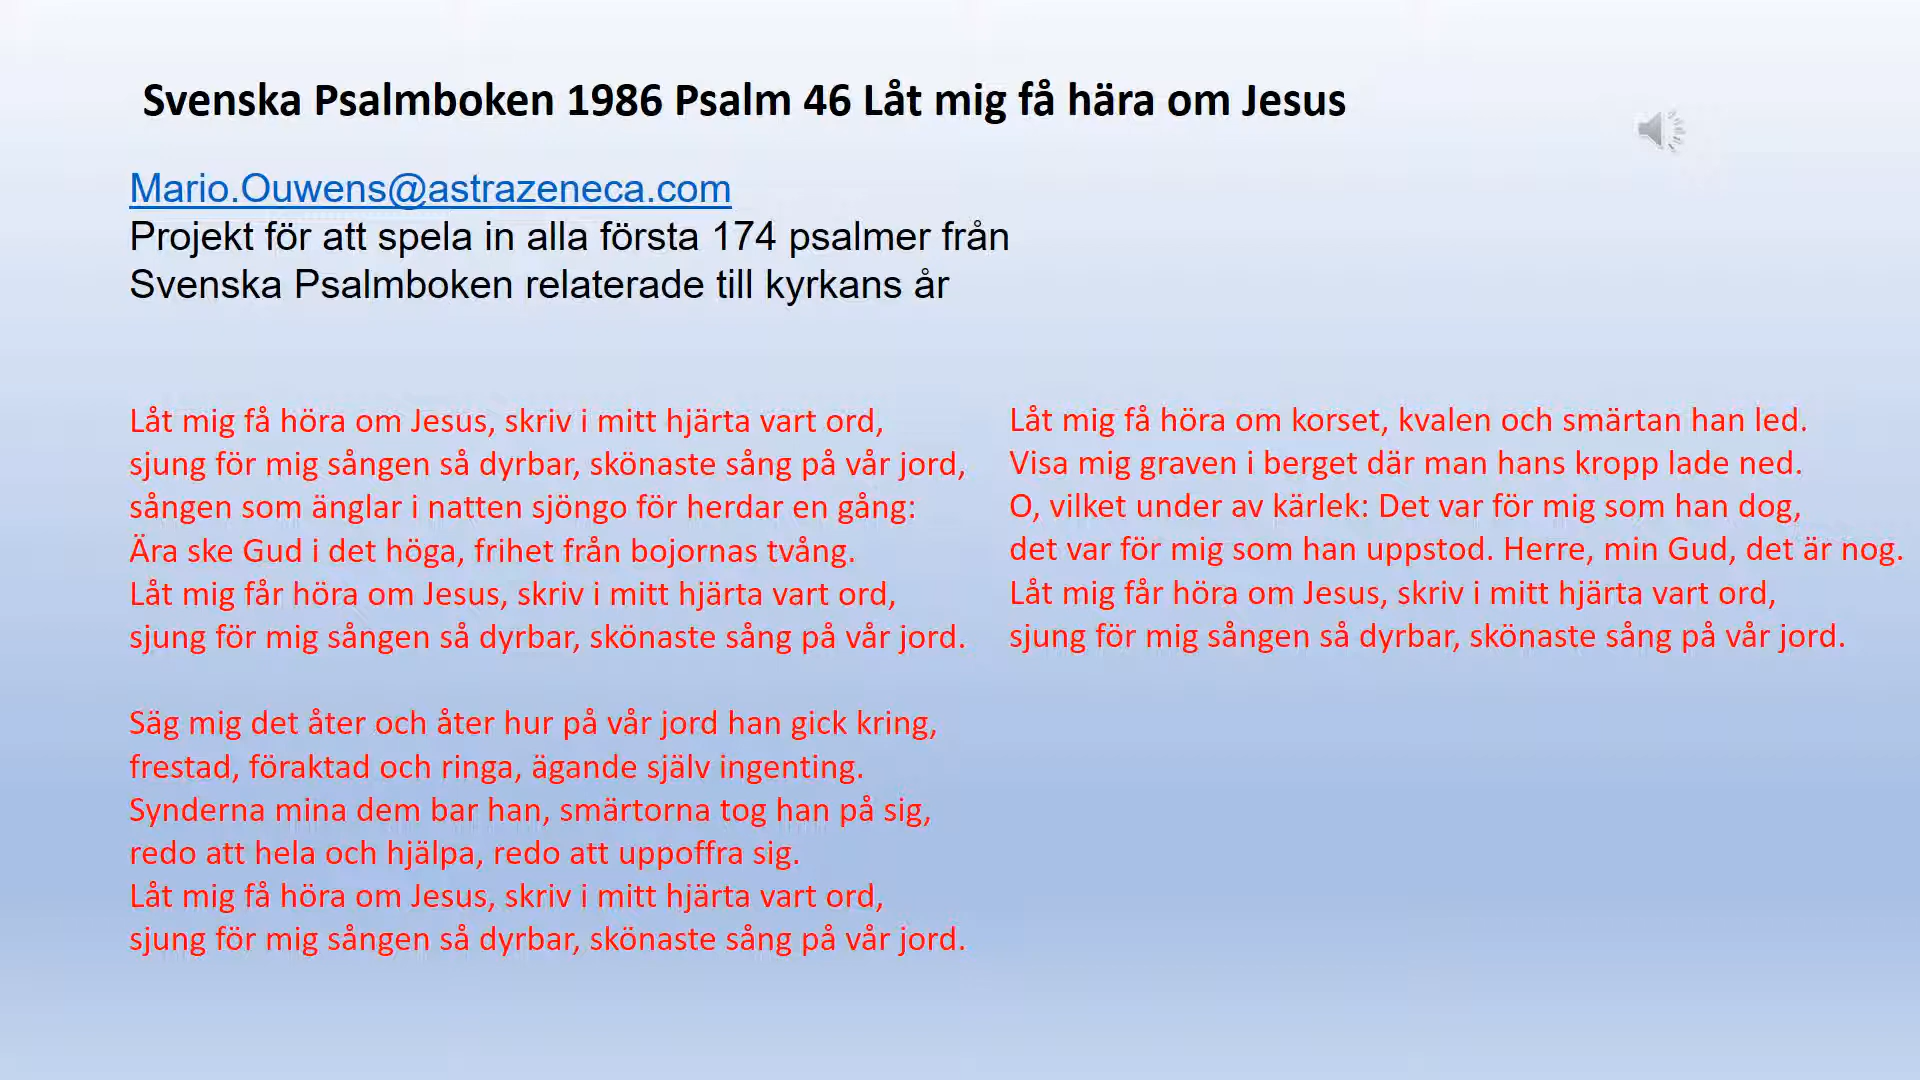 Svenska Psalmboken 1986 Psalm 46 Låt mig få hära om Jesus
Mario.Ouwens@astrazeneca.com
Projekt för att spela in alla första 174 psalmer från
Svenska Psalmboken relaterade till kyrkans år
Låt mig få höra om Jesus, skriv i mitt hjärta vart ord,
sjung för mig sången så dyrbar, skönaste sång på vår jord,
sången som änglar i natten sjöngo för herdar en gång:
Ära ske Gud i det höga, frihet från bojornas tvång.
Låt mig får höra om Jesus, skriv i mitt hjärta vart ord,
sjung för mig sången så dyrbar, skönaste sång på vår jord.
Säg mig det åter och åter hur på vår jord han gick kring,
frestad, föraktad och ringa, ägande själv ingenting.
Synderna mina dem bar han, smärtorna tog han på sig,
redo att hela och hjälpa, redo att uppoffra sig.
Låt mig få höra om Jesus, skriv i mitt hjärta vart ord,
sjung för mig sången så dyrbar, skönaste sång på vår jord.
Låt mig få höra om korset, kvalen och smärtan han led.
Visa mig graven i berget där man hans kropp lade ned.
O, vilket under av kärlek: Det var för mig som han dog,
det var för mig som han uppstod. Herre, min Gud, det är nog.
Låt mig får höra om Jesus, skriv i mitt hjärta vart ord,
sjung för mig sången så dyrbar, skönaste sång på vår jord.